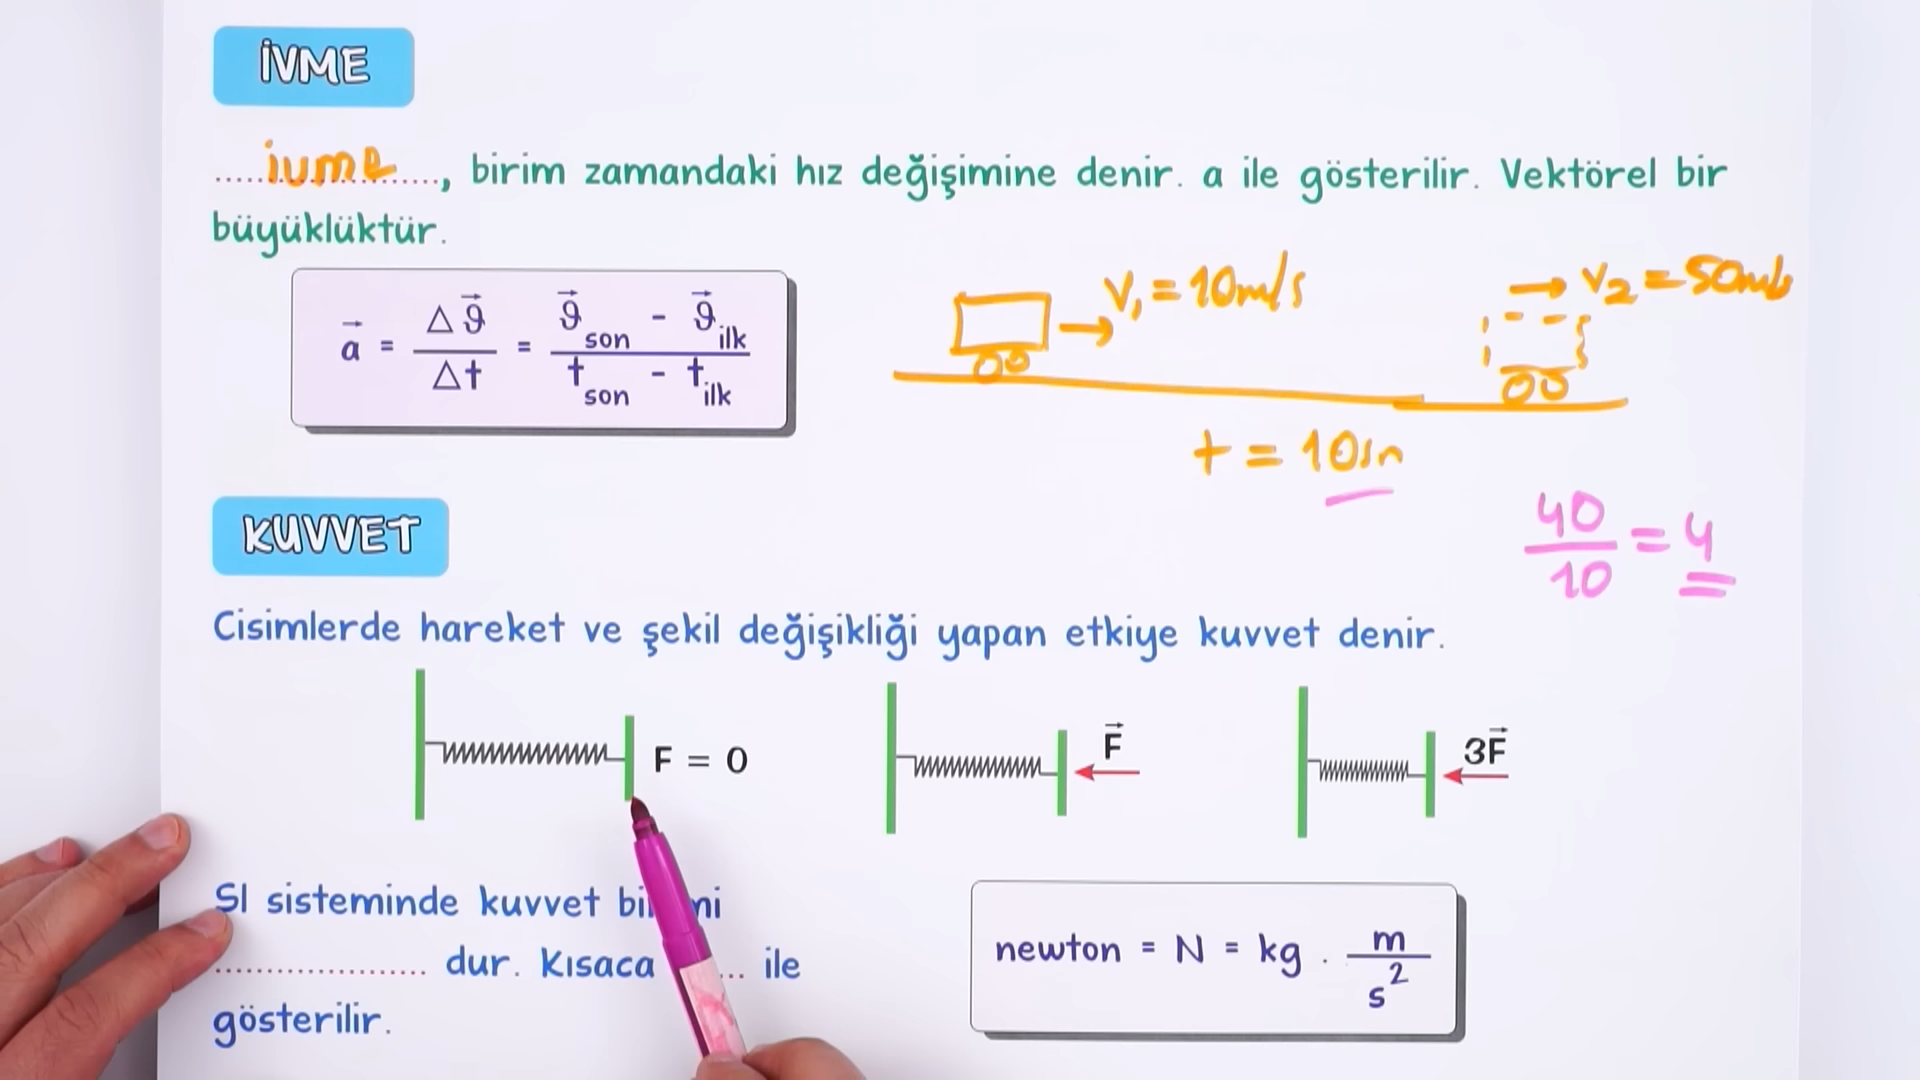 İVME
.....ivme....., birim zamandaki hız değişimine denir. a ile gösterilir. Vektörel bir
büyüklüktür.
a = Δϑ / Δt = ϑson - ϑilk / tson - tilk
V₁ = 10m/s
V₂ = 50m/s
t = 10sn
40/10 = 4
KUVVET
Cisimlerde hareket ve şekil değişikliği yapan etkiye kuvvet denir.
F = 0
F
3F
SI sisteminde kuvvet
..................... dur. Kısaca ... ile
gösterilir.
newton = N = kg . m/s²